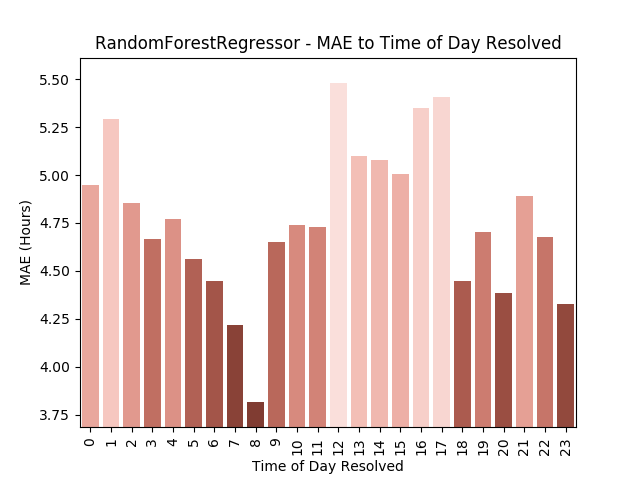 RandomForestRegressor - MAE to Time of Day Resolved
5.50
5.25
5.00
4.75
4.50
4.25
4.00
3.75
MAE (Hours)
0 1 2 3 4 5 6 7 8 9 10 11 12 13 14 15 16 17 18 19 20 21 22 23
Time of Day Resolved